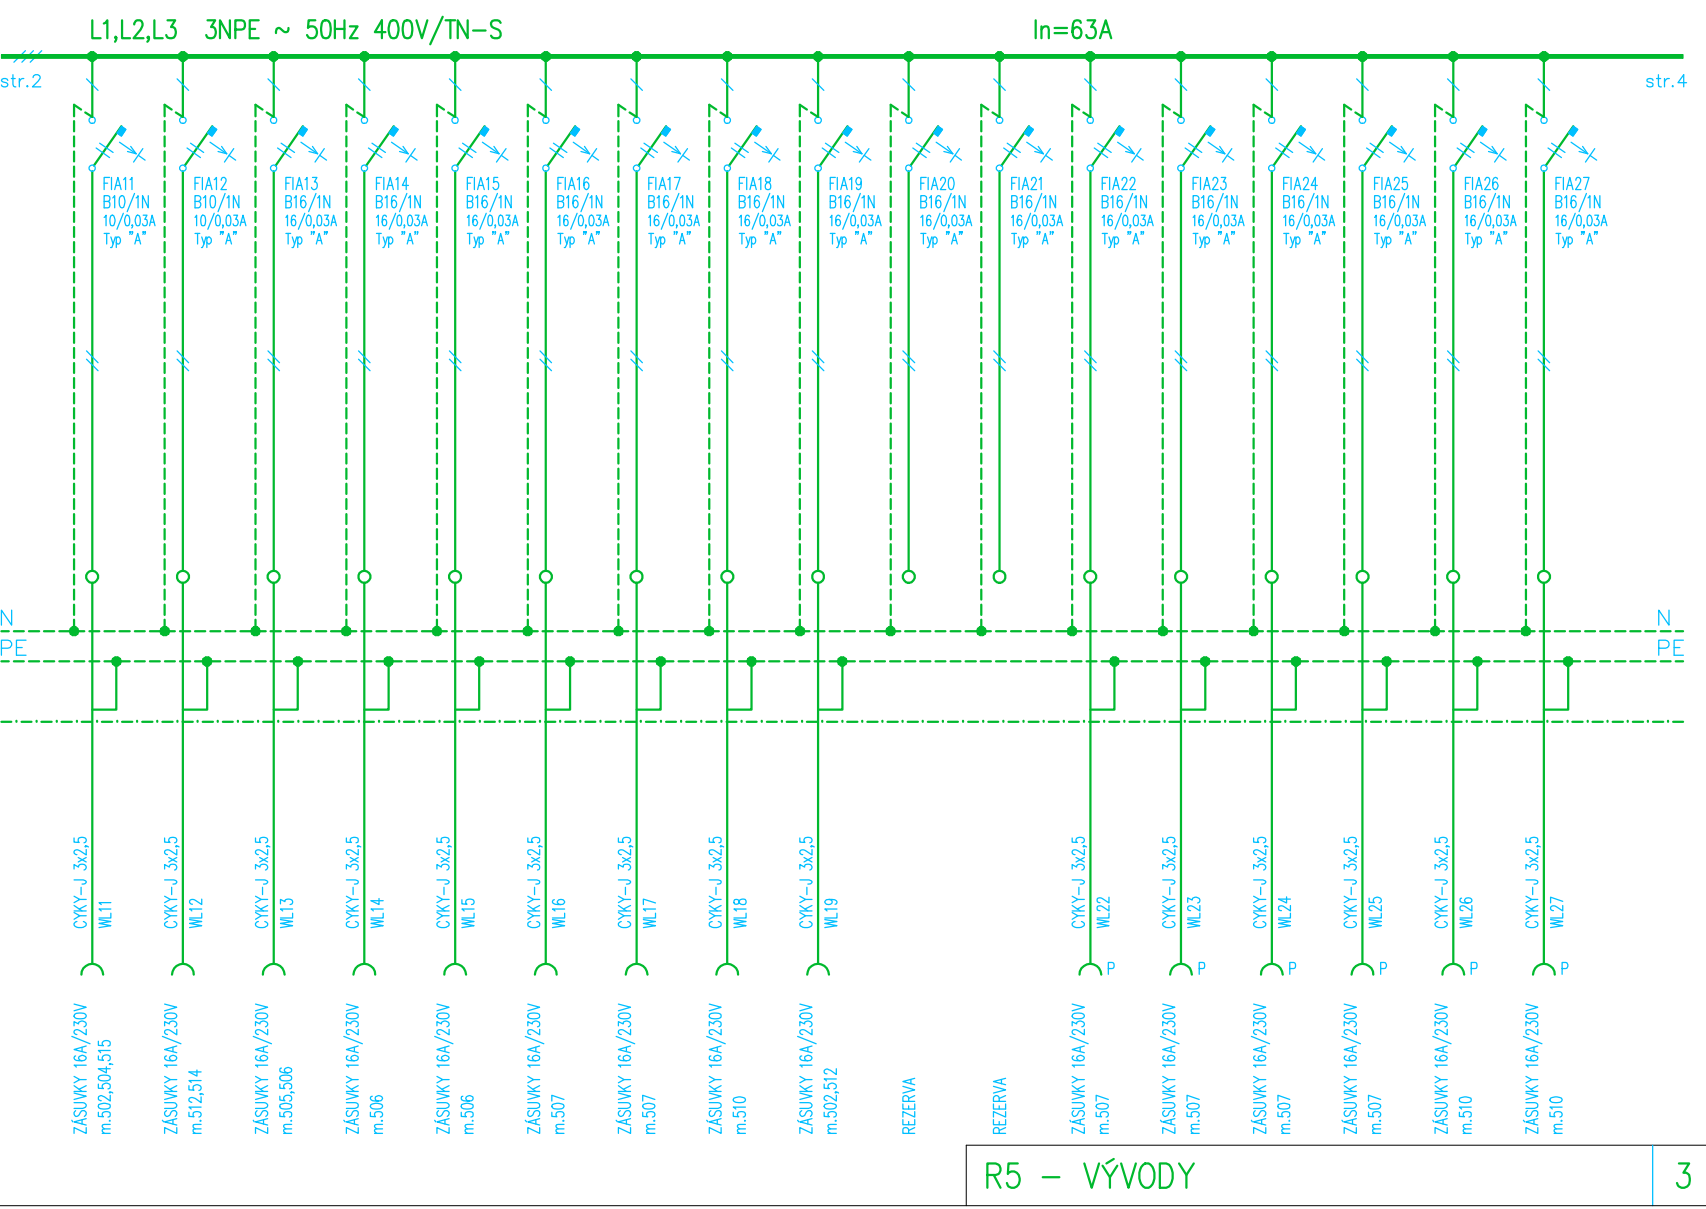 L1,L2,L3 3NPE ~ 50Hz 400V/TN-S
In=63A
str.2
str.4
FIA11
B10/1N
10/0,03A
Typ "A"
FIA12
B10/1N
10/0,03A
Typ "A"
FIA13
B16/1N
16/0,03A
Typ "A"
FIA14
B16/1N
16/0,03A
Typ "A"
FIA15
B16/1N
16/0,03A
Typ "A"
FIA16
B16/1N
16/0,03A
Typ "A"
FIA17
B16/1N
16/0,03A
Typ "A"
FIA18
B16/1N
16/0,03A
Typ "A"
FIA19
B16/1N
16/0,03A
Typ "A"
FIA20
B16/1N
16/0,03A
Typ "A"
FIA21
B16/1N
16/0,03A
Typ "A"
FIA22
B16/1N
16/0,03A
Typ "A"
FIA23
B16/1N
16/0,03A
Typ "A"
FIA24
B16/1N
16/0,03A
Typ "A"
FIA25
B16/1N
16/0,03A
Typ "A"
FIA26
B16/1N
16/0,03A
Typ "A"
FIA27
B16/1N
16/0,03A
Typ "A"
N
N
PE
PE
CYKY-J 3x2,5
WL11
CYKY-J 3x2,5
WL12
CYKY-J 3x2,5
WL13
CYKY-J 3x2,5
WL14
CYKY-J 3x2,5
WL15
CYKY-J 3x2,5
WL16
CYKY-J 3x2,5
WL17
CYKY-J 3x2,5
WL18
CYKY-J 3x2,5
WL19
CYKY-J 3x2,5
WL22
CYKY-J 3x2,5
WL23
CYKY-J 3x2,5
WL24
CYKY-J 3x2,5
WL25
CYKY-J 3x2,5
WL26
CYKY-J 3x2,5
WL27
P
P
P
P
P
P
ZÁSUVKY 16A/230V
m.502,504,515
ZÁSUVKY 16A/230V
m.512,514
ZÁSUVKY 16A/230V
m.505,506
ZÁSUVKY 16A/230V
m.506
ZÁSUVKY 16A/230V
m.506
ZÁSUVKY 16A/230V
m.507
ZÁSUVKY 16A/230V
m.507
ZÁSUVKY 16A/230V
m.510
ZÁSUVKY 16A/230V
m.502,512
REZERVA
REZERVA
ZÁSUVKY 16A/230V
m.507
ZÁSUVKY 16A/230V
m.507
ZÁSUVKY 16A/230V
m.507
ZÁSUVKY 16A/230V
m.507
ZÁSUVKY 16A/230V
m.510
ZÁSUVKY 16A/230V
m.510
R5 - VÝVODY
3